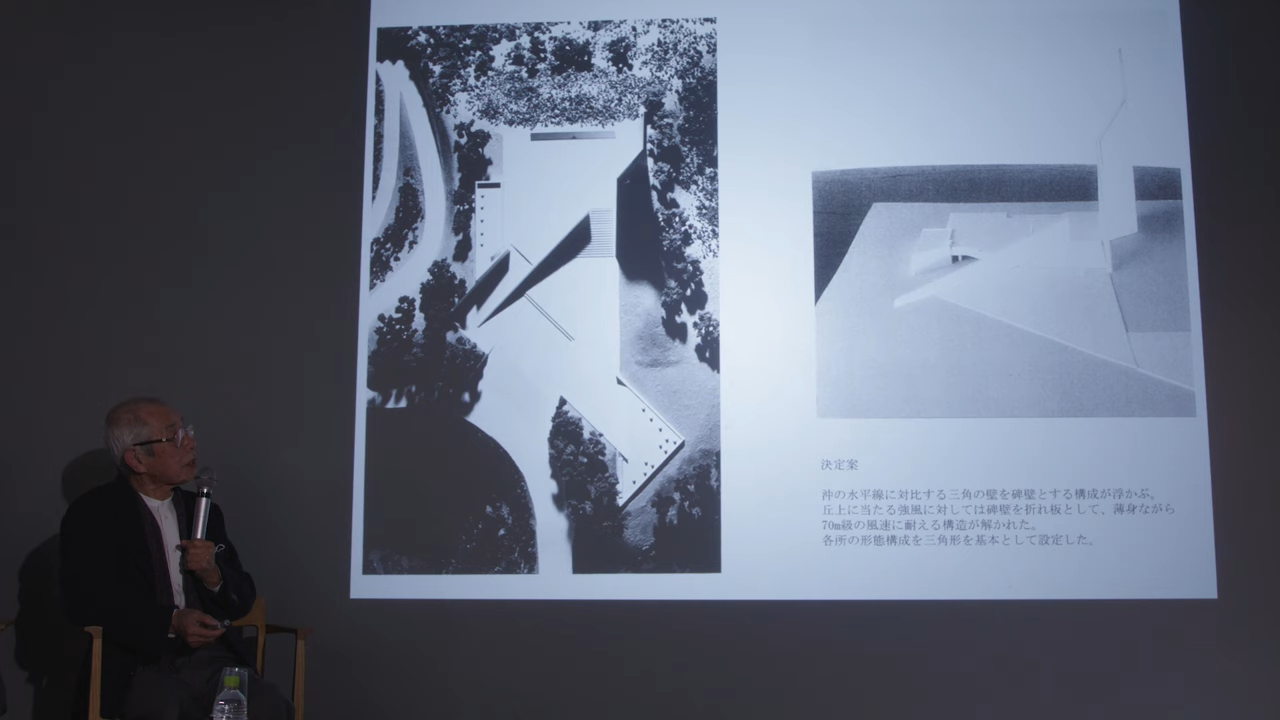 決定案
沖の水平線に対比する三角の壁を碑壁とする構成が浮かぶ。
丘上に当たる強風に対しては碑壁を折れ板として、薄身ながら
70m級の風速に耐える構造が解かれた。
各所の形態構成を三角形を基本として設定した。